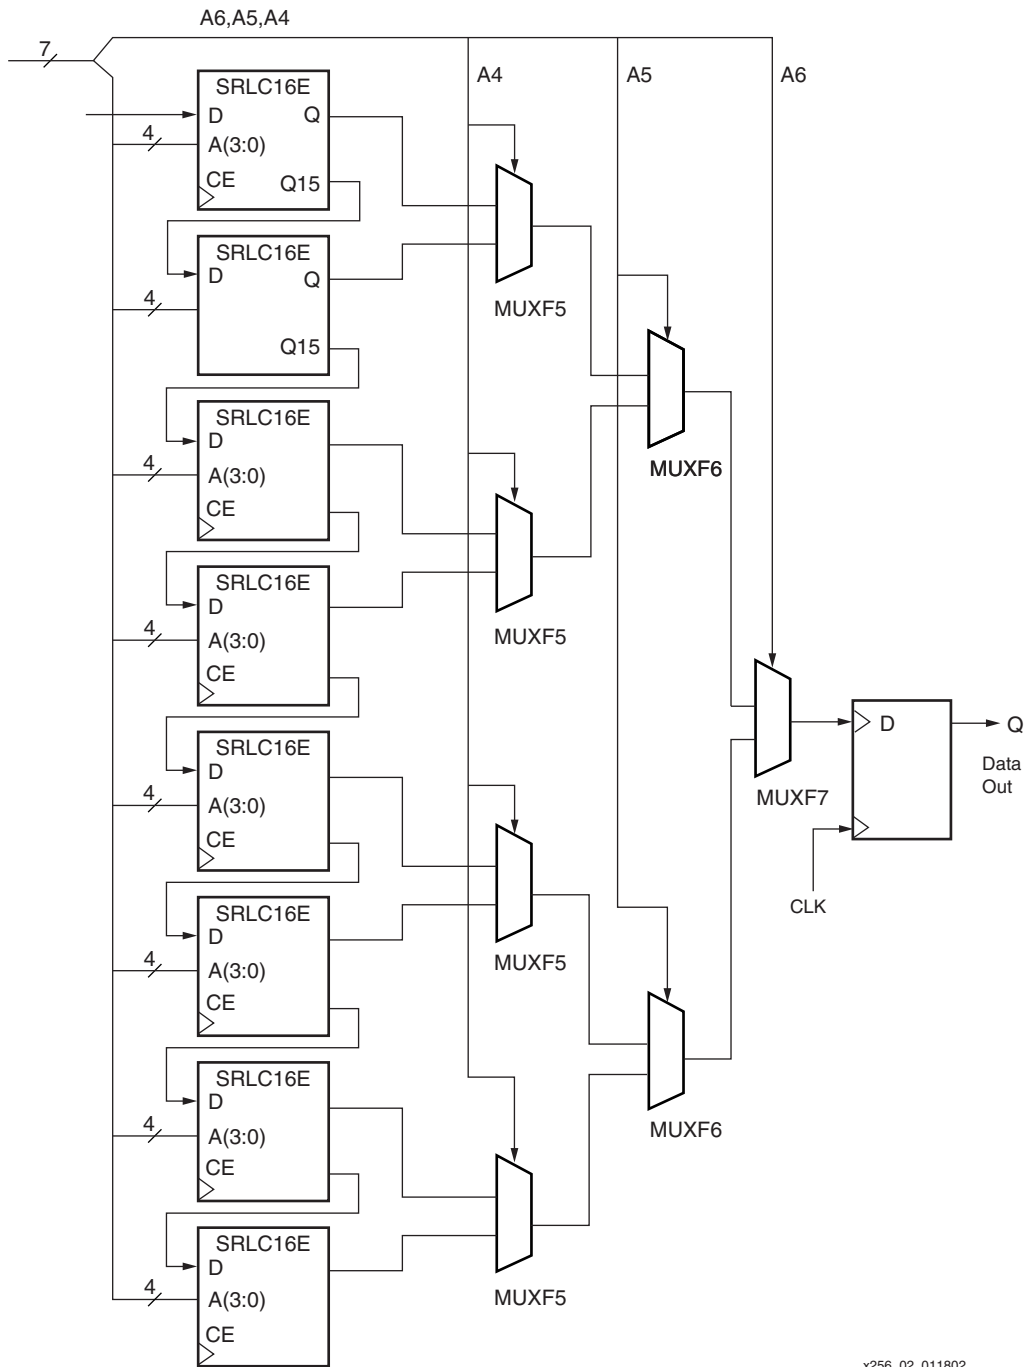 A6,A5,A4
7
A4
A5
A6
SRLC16E
D
Q
4
A(3:0)
CE
Q15
SRLC16E
D
Q
4
Q15
MUXF5
SRLC16E
D
4
A(3:0)
CE
MUXF6
SRLC16E
D
4
A(3:0)
CE
MUXF5
SRLC16E
D
4
A(3:0)
CE
D
Q
Data
Out
MUXF7
CLK
SRLC16E
D
4
A(3:0)
CE
MUXF5
SRLC16E
D
4
A(3:0)
CE
MUXF6
SRLC16E
D
4
A(3:0)
CE
MUXF5
x256_02_011802